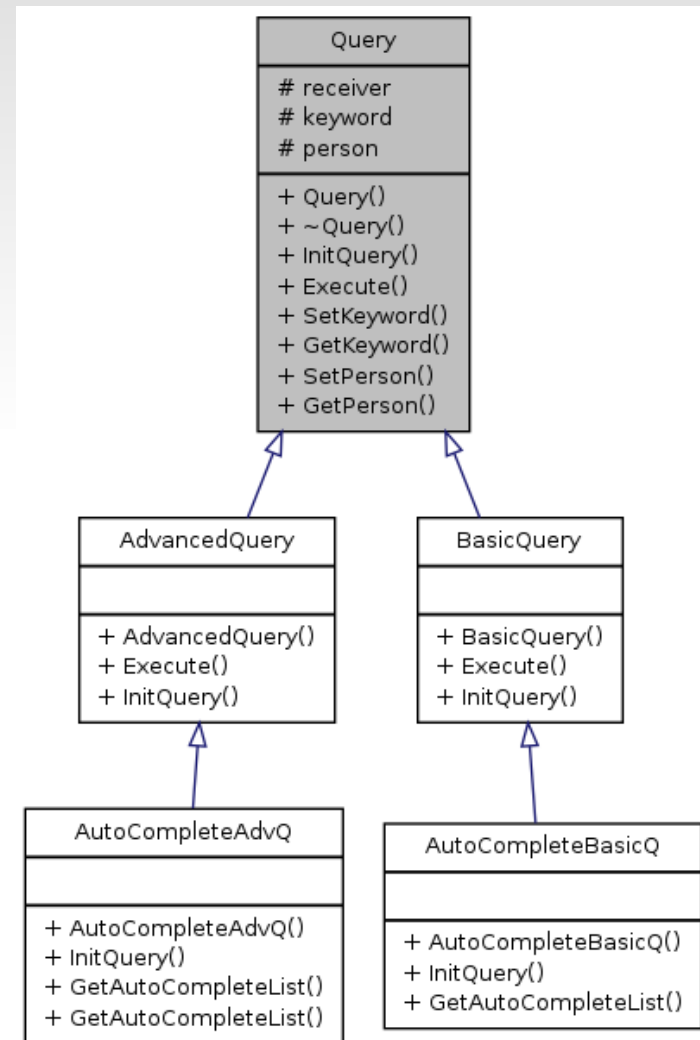 Query
# receiver
# keyword
# person
+ Query()
+ ~Query()
+ InitQuery()
+ Execute()
+ SetKeyword()
+ GetKeyword()
+ SetPerson()
+ GetPerson()
AdvancedQuery
+ AdvancedQuery()
+ Execute()
+ InitQuery()
BasicQuery
+ BasicQuery()
+ Execute()
+ InitQuery()
AutoCompleteAdvQ
+ AutoCompleteAdvQ()
+ InitQuery()
+ GetAutoCompleteList()
+ GetAutoCompleteList()
AutoCompleteBasicQ
+ AutoCompleteBasicQ()
+ InitQuery()
+ GetAutoCompleteList()